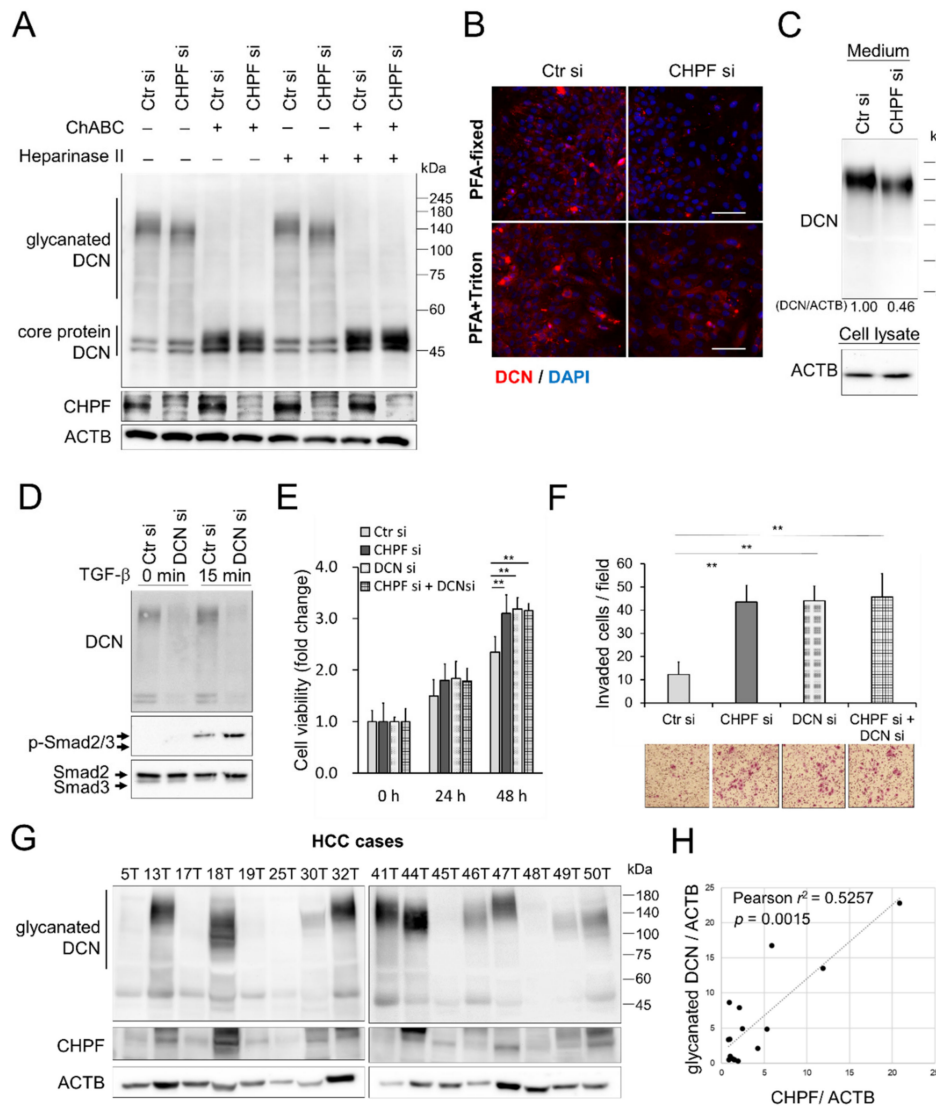 A
Ctr si CHPF si Ctr si CHPF si Ctr si CHPF si Ctr si CHPF si
ChABC – – + + – – + +
Heparinase II – – – – + + + +
kDa
245
180
140
100
75
60
45
glycanated
DCN
core protein
DCN
CHPF
ACTB
B
Ctr si CHPF si
PFA-fixed
PFA+Triton
DCN / DAPI
C
Medium
Ctr si CHPF si
DCN
(DCN/ACTB) 1.00 0.46
Cell lysate
ACTB
D
Ctr si DCN si Ctr si DCN si
TGF-β 0 min 15 min
DCN
p-Smad2/3
Smad2
Smad3
E
Ctr si
CHPF si
DCN si
CHPF si + DCNsi
Cell viability (fold change)
4.0
3.0
2.0
1.0
0.0
**
**
**
0 h 24 h 48 h
F
**
**
**
Invaded cells / field
60
50
40
30
20
10
0
Ctr si CHPF si DCN si CHPF si +
DCN si
G
HCC cases
5T 13T 17T 18T 19T 25T 30T 32T 41T 44T 45T 46T 47T 48T 49T 50T
kDa
180
140
100
75
60
45
glycanated
DCN
CHPF
ACTB
H
Pearson r² = 0.5257
p = 0.0015
glycanated DCN / ACTB
25
20
15
10
5
0
0 5 10 15 20 25
CHPF/ ACTB